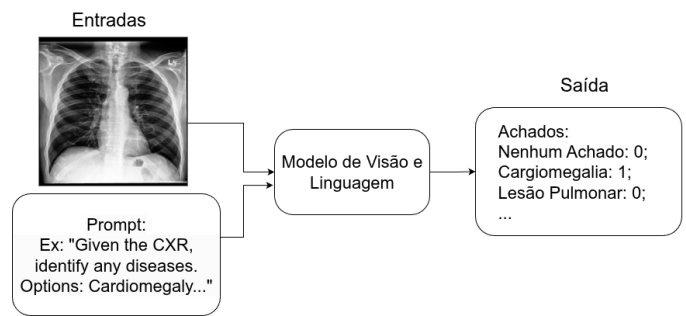 Entradas
Prompt:
Ex: "Given the CXR,
identify any diseases.
Options: Cardiomegaly..."
Modelo de Visão e
Linguagem
Saída
Achados:
Nenhum Achado: 0;
Cargiomegalia: 1;
Lesão Pulmonar: 0;
...